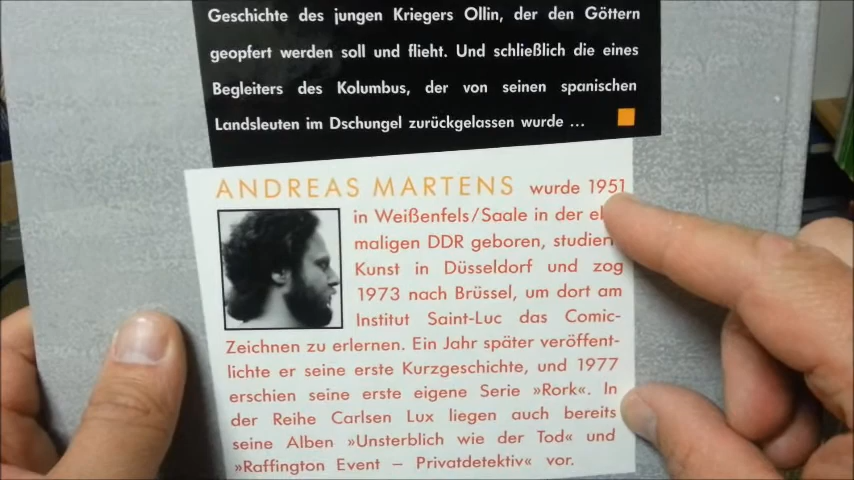 Geschichte des jungen Kriegers Ollin, der den Göttern
geopfert werden soll und flieht. Und schließlich die eines
Begleiters des Kolumbus, der von seinen spanischen
Landsleuten im Dschungel zurückgelassen wurde ...
ANDREAS MARTENS wurde 1951
in Weißenfels/Saale in der
maligen DDR geboren,
Kunst in Düsseldorf und zog
1973 nach Brüssel, um dort am
Institut Saint-Luc das Comic-
Zeichnen zu erlernen. Ein Jahr später veröffent-
lichte er seine erste Kurzgeschichte, und 1977
erschien seine erste eigene Serie »Rork«. In
der Reihe Carlsen Lux liegen auch bereits
seine Alben »Unsterblich wie der Tod« und
»Raffington Event – Privatdetektiv« vor.